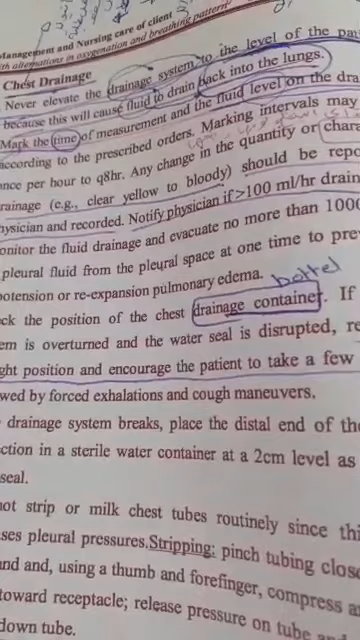 Management and Nursing care of client
with alternations in oxygenation and breathing pattern
Chest Drainage
Never elevate the drainage system to the level of the pa
because this will cause fluid to drain back into the lungs.
Mark the time of measurement and the fluid level on the dra
according to the prescribed orders. Marking intervals may
nce per hour to q8hr. Any change in the quantity or char
rainage (e.g., clear yellow to bloody) should be repo
hysician and recorded. Notify physician if >100 ml/hr drain
onitor the fluid drainage and evacuate no more than 1000
pleural fluid from the pleural space at one time to pre
potension or re-expansion pulmonary edema.
bottel
ck the position of the chest drainage container. If
em is overturned and the water seal is disrupted, re
ght position and encourage the patient to take a few
wed by forced exhalations and cough maneuvers.
drainage system breaks, place the distal end of the
ction in a sterile water container at a 2cm level as
seal.
not strip or milk chest tubes routinely since thi
ses pleural pressures. Stripping: pinch tubing close
nd and, using a thumb and forefinger, compress a
toward receptacle; release pressure on tube an
down tube.